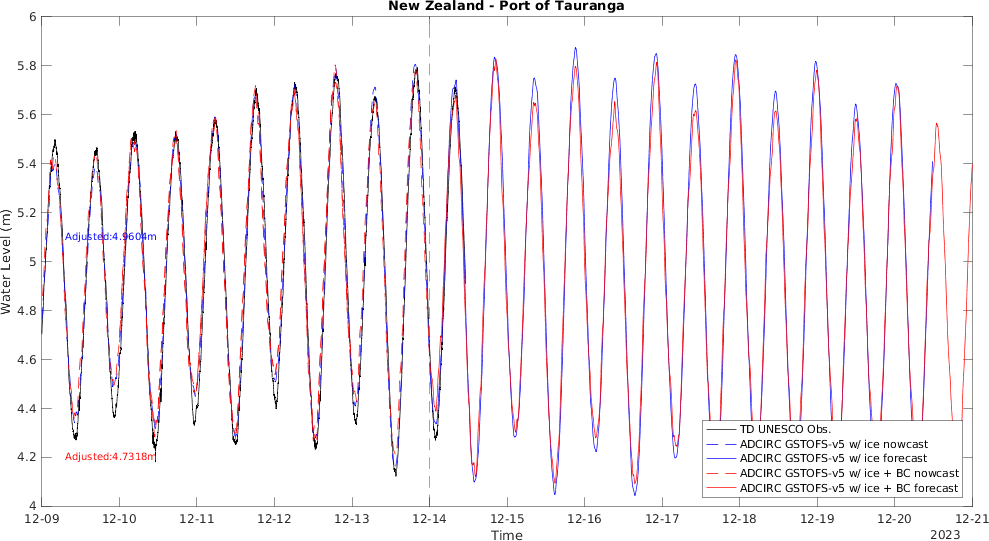 New Zealand - Port of Tauranga
6
5.8
5.6
5.4
5.2
5
4.8
4.6
4.4
4.2
4
Water Level (m)
Adjusted:4.9604m
Adjusted:4.7318m
TD UNESCO Obs.
ADCIRC GSTOFS-v5 w/ ice nowcast
ADCIRC GSTOFS-v5 w/ ice forecast
ADCIRC GSTOFS-v5 w/ ice + BC nowcast
ADCIRC GSTOFS-v5 w/ ice + BC forecast
12-09 12-10 12-11 12-12 12-13 12-14 12-15 12-16 12-17 12-18 12-19 12-20 12-21
Time
2023